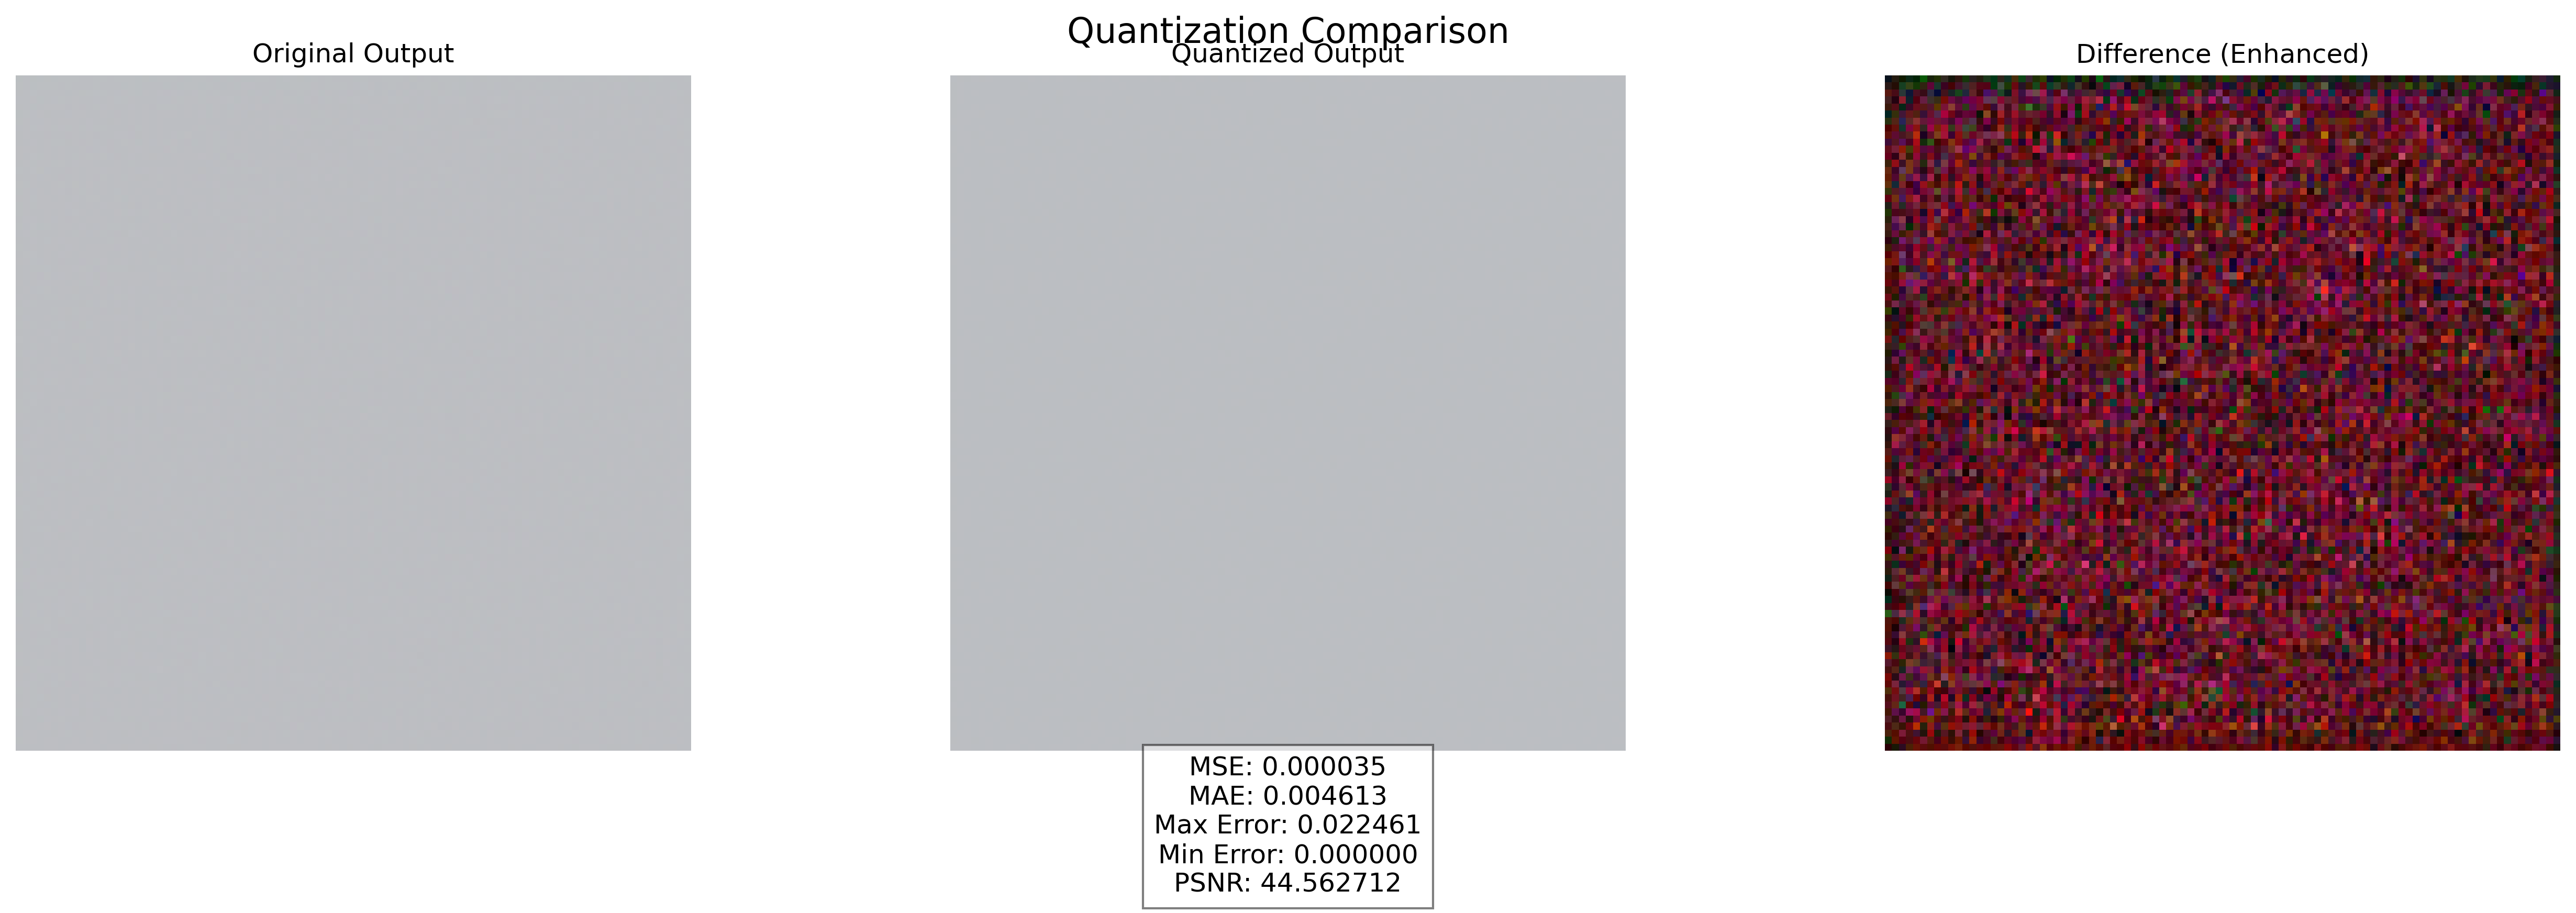 Quantization Comparison
Original Output
Quantized Output
Difference (Enhanced)
MSE: 0.000035
MAE: 0.004613
Max Error: 0.022461
Min Error: 0.000000
PSNR: 44.562712